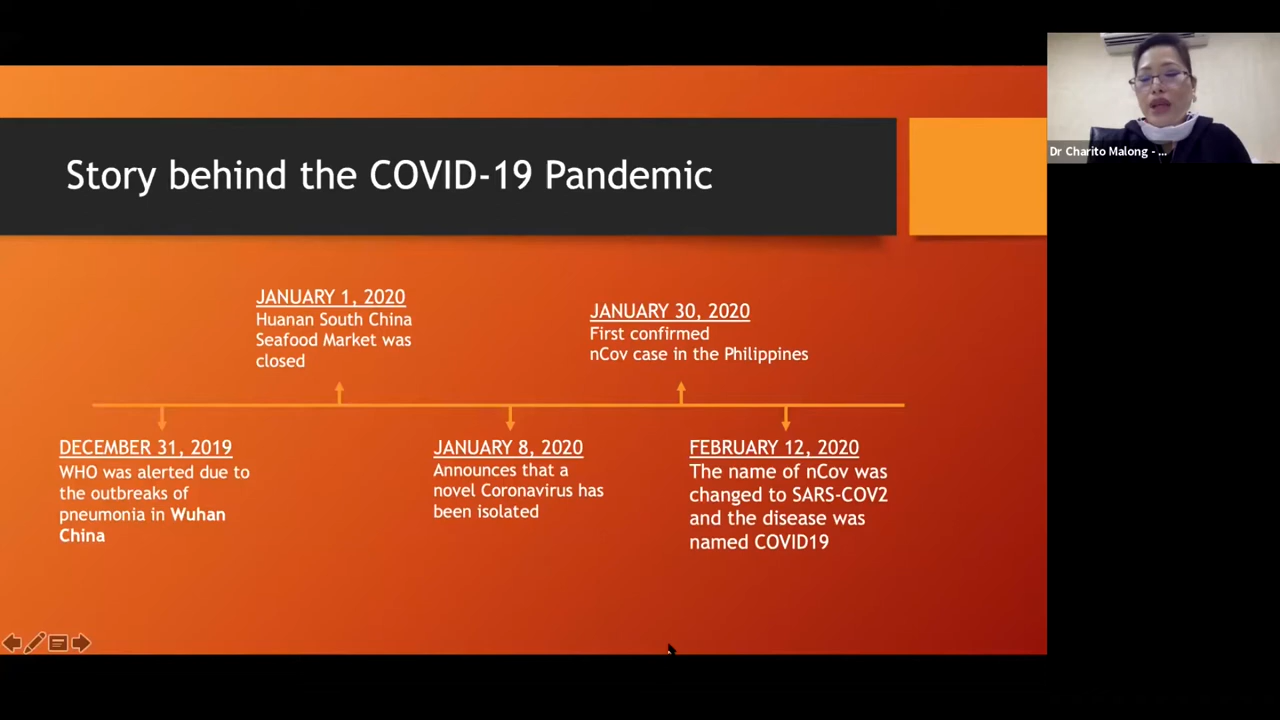 Story behind the COVID-19 Pandemic
Dr Charito Malong - ...
JANUARY 1, 2020
Huanan South China
Seafood Market was
closed
JANUARY 30, 2020
First confirmed
nCov case in the Philippines
DECEMBER 31, 2019
WHO was alerted due to
the outbreaks of
pneumonia in Wuhan
China
JANUARY 8, 2020
Announces that a
novel Coronavirus has
been isolated
FEBRUARY 12, 2020
The name of nCov was
changed to SARS-COV2
and the disease was
named COVID19